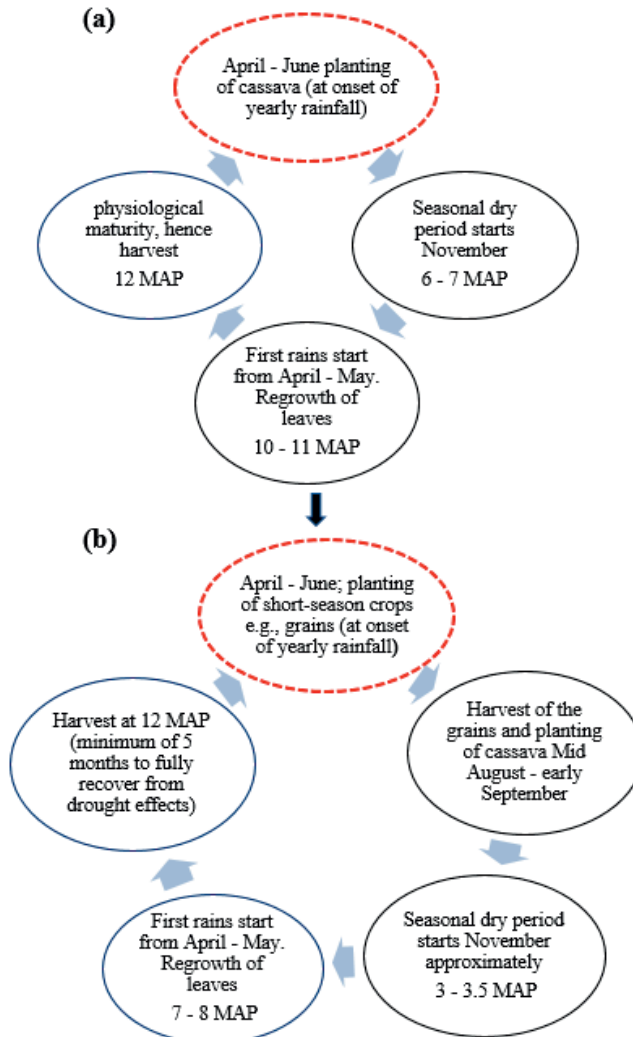 (a)
April - June planting
of cassava (at onset of
yearly rainfall)
physiological
maturity, hence
harvest
12 MAP
Seasonal dry
period starts
November
6 - 7 MAP
First rains start
from April - May.
Regrowth of
leaves
10 - 11 MAP
(b)
April - June; planting
of short-season crops
e.g., grains (at onset
of yearly rainfall)
Harvest at 12 MAP
(minimum of 5
months to fully
recover from
drought effects)
Harvest of the
grains and planting
of cassava Mid
August - early
September
First rains start
from April - May.
Regrowth of
leaves
7 - 8 MAP
Seasonal dry period
starts November
approximately
3 - 3.5 MAP